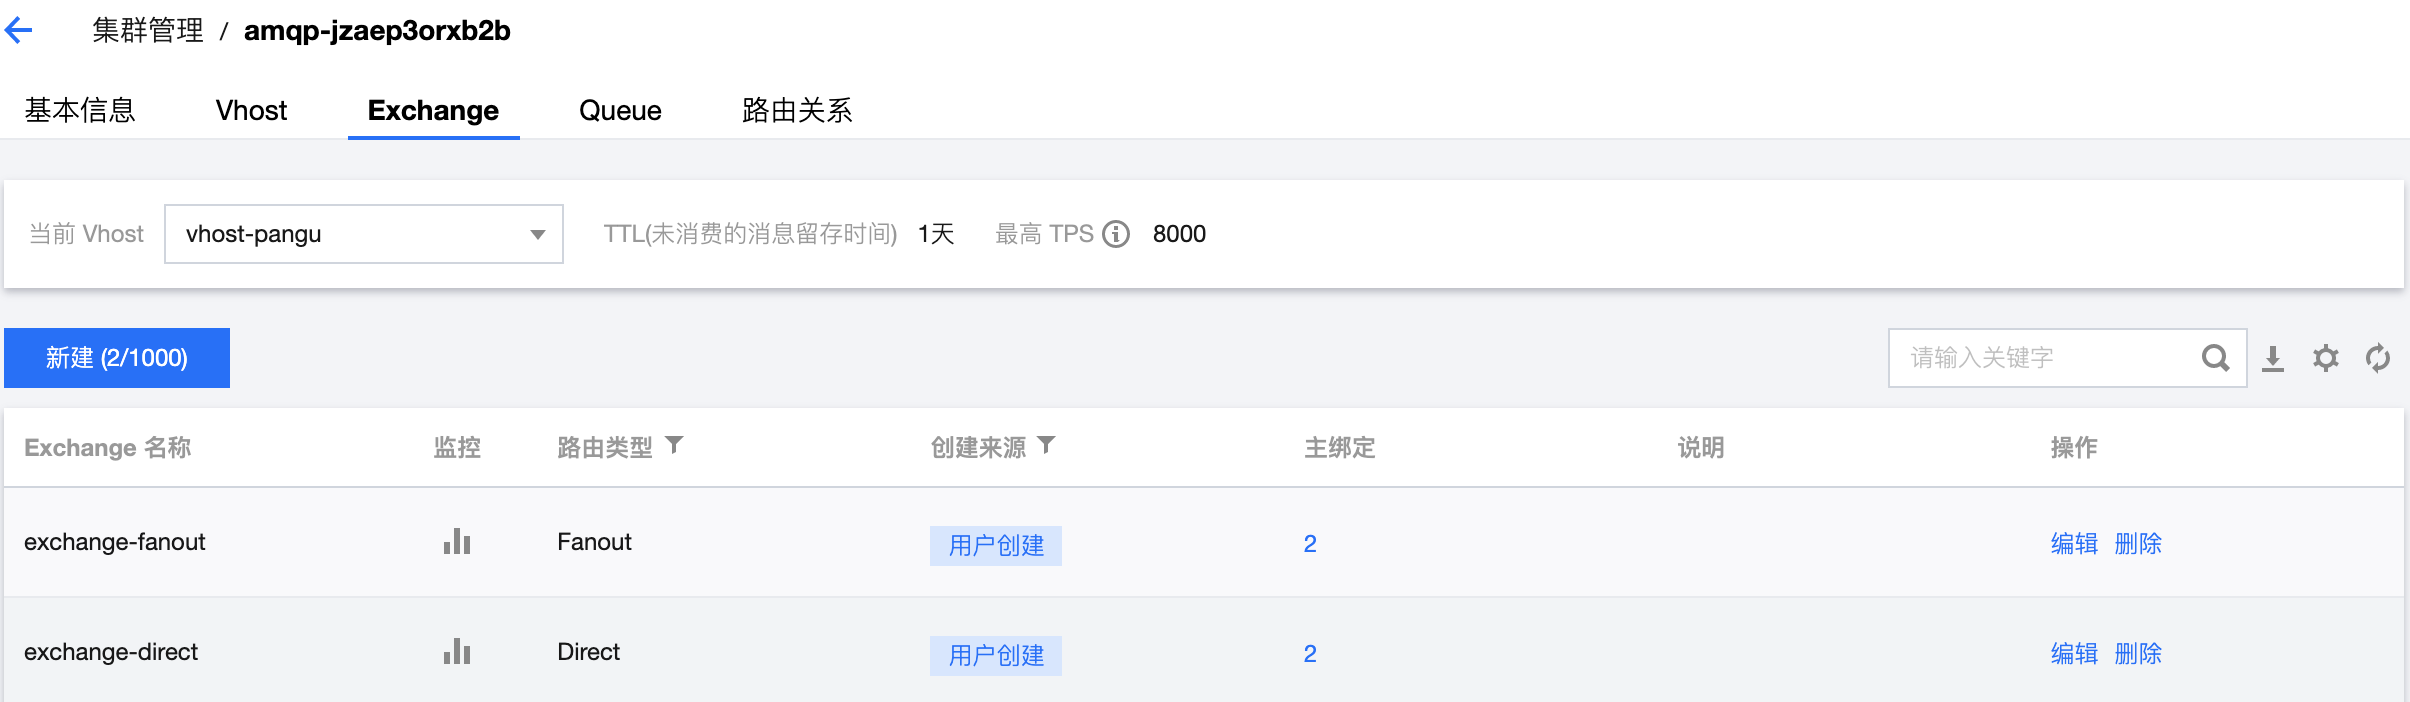 集群管理 / amqp-jzaep3orxb2b
基本信息 Vhost Exchange Queue 路由关系
当前 Vhost vhost-pangu TTL(未消费的消息留存时间) 1天 最高 TPS 8000
新建 (2/1000) 请输入关键字
Exchange 名称 监控 路由类型 创建来源 主绑定 说明 操作
exchange-fanout Fanout 用户创建 2 编辑 删除
exchange-direct Direct 用户创建 2 编辑 删除